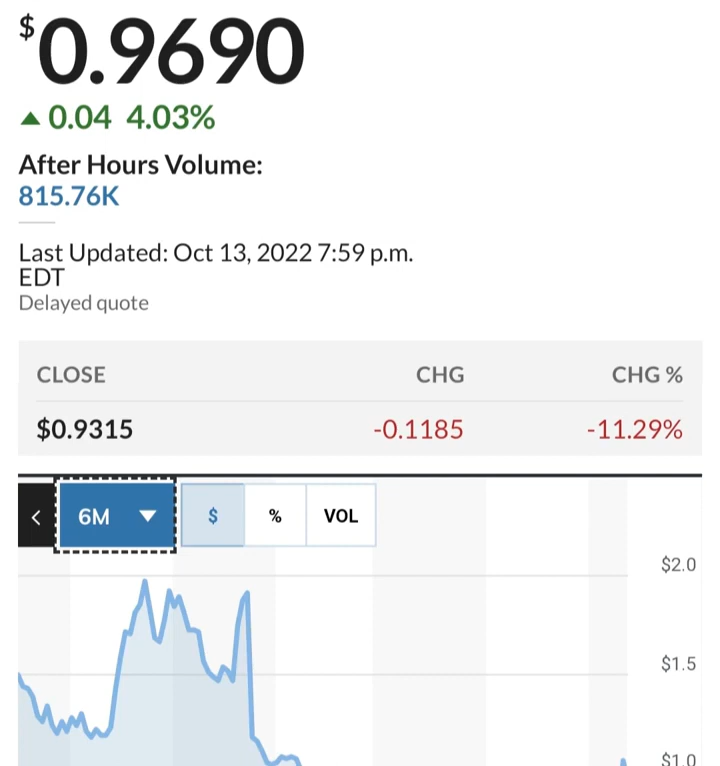 $0.9690
▲ 0.04 4.03%
After Hours Volume:
815.76K
Last Updated: Oct 13, 2022 7:59 p.m.
EDT
Delayed quote
CLOSE CHG CHG %
$0.9315 -0.1185 -11.29%
6M $ % VOL
$2.0
$1.5
$1.0